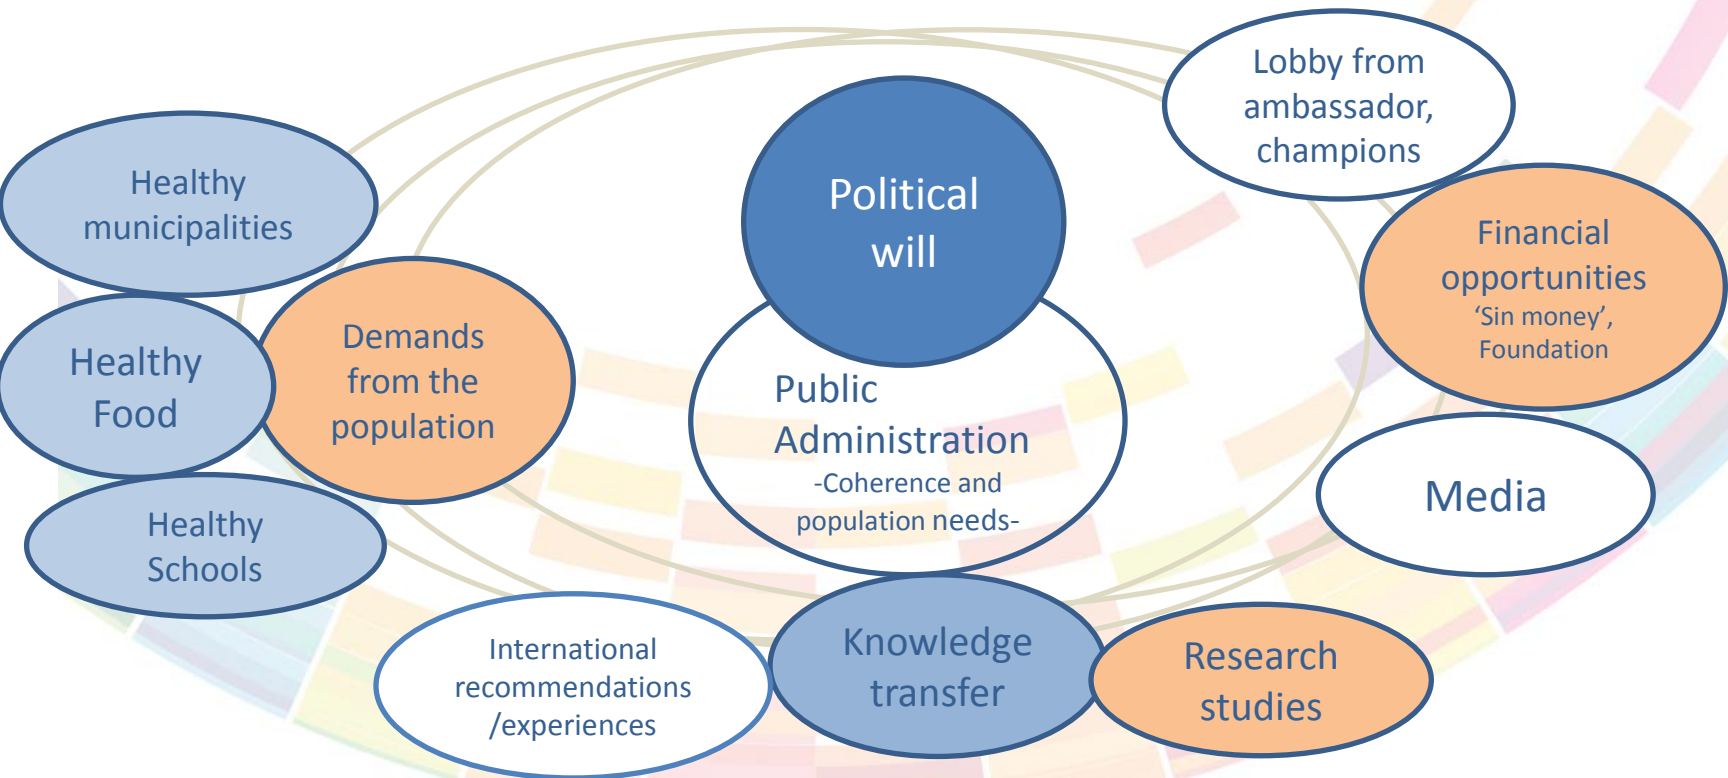 Lobby from
ambassador,
champions
Healthy
municipalities
Political
will
Financial
opportunities
‘Sin money’,
Foundation
Demands
from the
population
Healthy
Food
Public
Administration
-Coherence and
population needs-
Media
Healthy
Schools
International
recommendations
/experiences
Knowledge
transfer
Research
studies